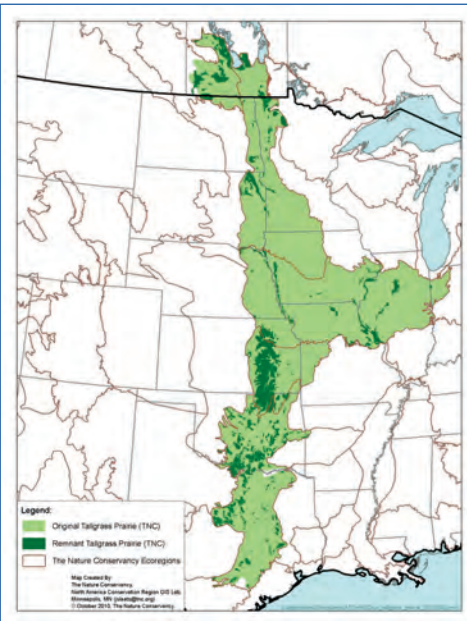 Legend:
Original Tallgrass Prairie (TNC)
Remnant Tallgrass Prairie (TNC)
The Nature Conservancy Ecoregions
Map Created By:
The Nature Conservancy,
North America Conservation Region GIS Lab,
Minneapolis, MN
© October 2010, The Nature Conservancy